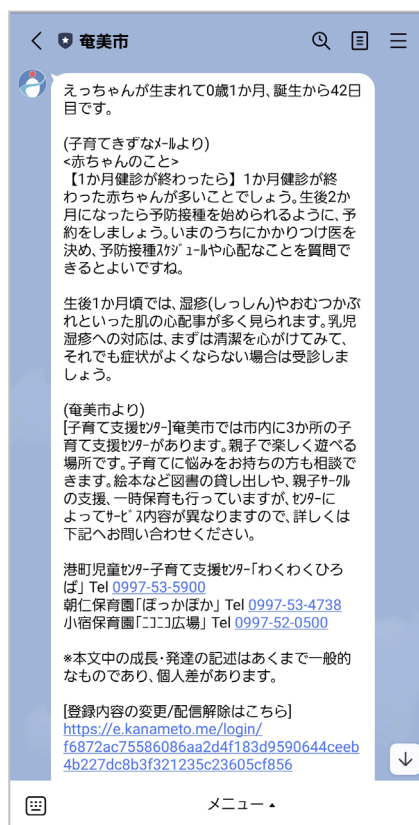 奄美市
えっちゃんが生まれて0歳1か月、誕生から42日
目です。
(子育てきずなﾒｰﾙより)
<赤ちゃんのこと>
【1か月健診が終わったら】1か月健診が終
わった赤ちゃんが多いことでしょう。生後2か
月になったら予防接種を始められるように、予
約をしましょう。いまのうちにかかりつけ医を
決め、予防接種ｽｹｼﾞｭｰﾙや心配なことを質問で
きるとよいですね。
生後1か月頃では、湿疹(しっしん)やおむつかぶ
れといった肌の心配事が多く見られます。乳児
湿疹への対応は、まずは清潔を心がけてみて、
それでも症状がよくならない場合は受診しま
しょう。
(奄美市より)
[子育て支援ｾﾝﾀｰ]奄美市では市内に3か所の子
育て支援ｾﾝﾀｰがあります。親子で楽しく遊べる
場所です。子育てに悩みをお持ちの方も相談で
きます。絵本など図書の貸し出しや、親子ｻｰｸﾙ
の支援、一時保育も行っていますが、ｾﾝﾀｰに
よってｻｰﾋﾞｽ内容が異なりますので、詳しくは
下記へお問い合わせください。
港町児童ｾﾝﾀｰ子育て支援ｾﾝﾀｰ｢わくわくひろ
ば｣ Tel 0997-53-5900
朝仁保育園｢ぽっかぽか｣ Tel 0997-53-4738
小宿保育園｢ﾆｺﾆｺ広場｣ Tel 0997-52-0500
※本文中の成長･発達の記述はあくまで一般的
なものであり、個人差があります。
[登録内容の変更/配信解除はこちら]
https://e.kanameto.me/login/
f6872ac75586086aa2d4f183d9590644ceeb
4b227dc8b3f321235c23605cf856
メニュー